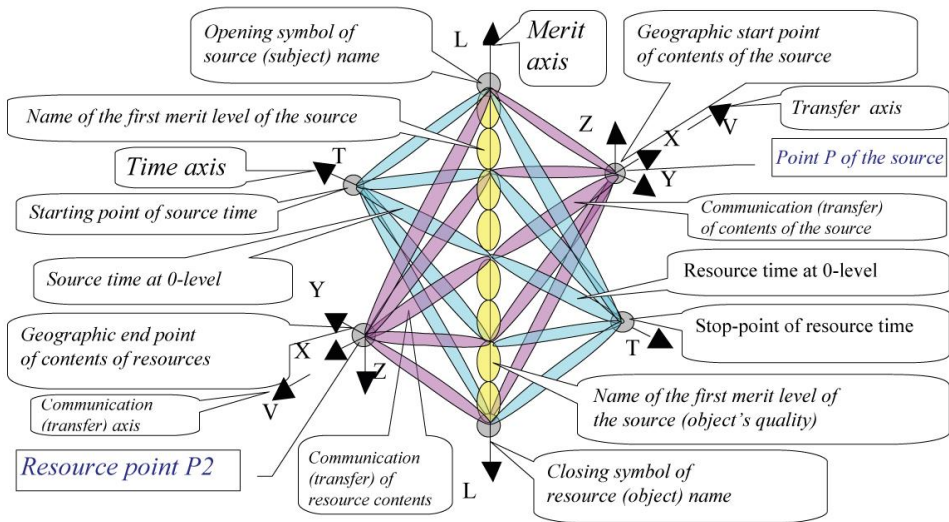 Opening symbol of
source (subject) name
L
Merit
axis
Geographic start point
of contents of the source
Name of the first merit level of the source
Z
X
V
Transfer axis
Time axis
T
Y
Point P of the source
Starting point of source time
Communication (transfer)
of contents of the source
Source time at 0-level
Resource time at 0-level
Y
Geographic end point
of contents of resources
X
Z
T
Stop-point of resource time
Communication
(transfer) axis
V
Name of the first merit level of
the source (object's quality)
Resource point P2
Communication
(transfer) of
resource contents
L
Closing symbol of
resource (object) name